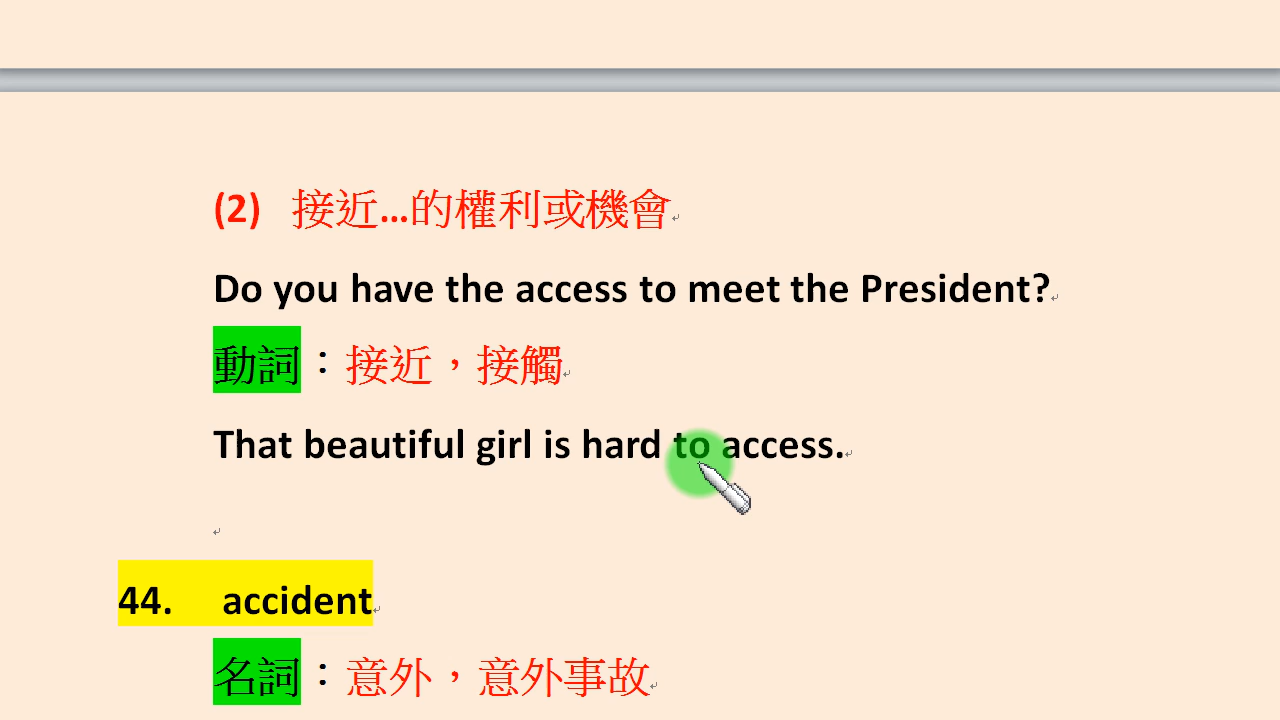 (2) 接近…的權利或機會
Do you have the access to meet the President?
動詞：接近，接觸
That beautiful girl is hard to access.
44. accident
名詞：意外，意外事故